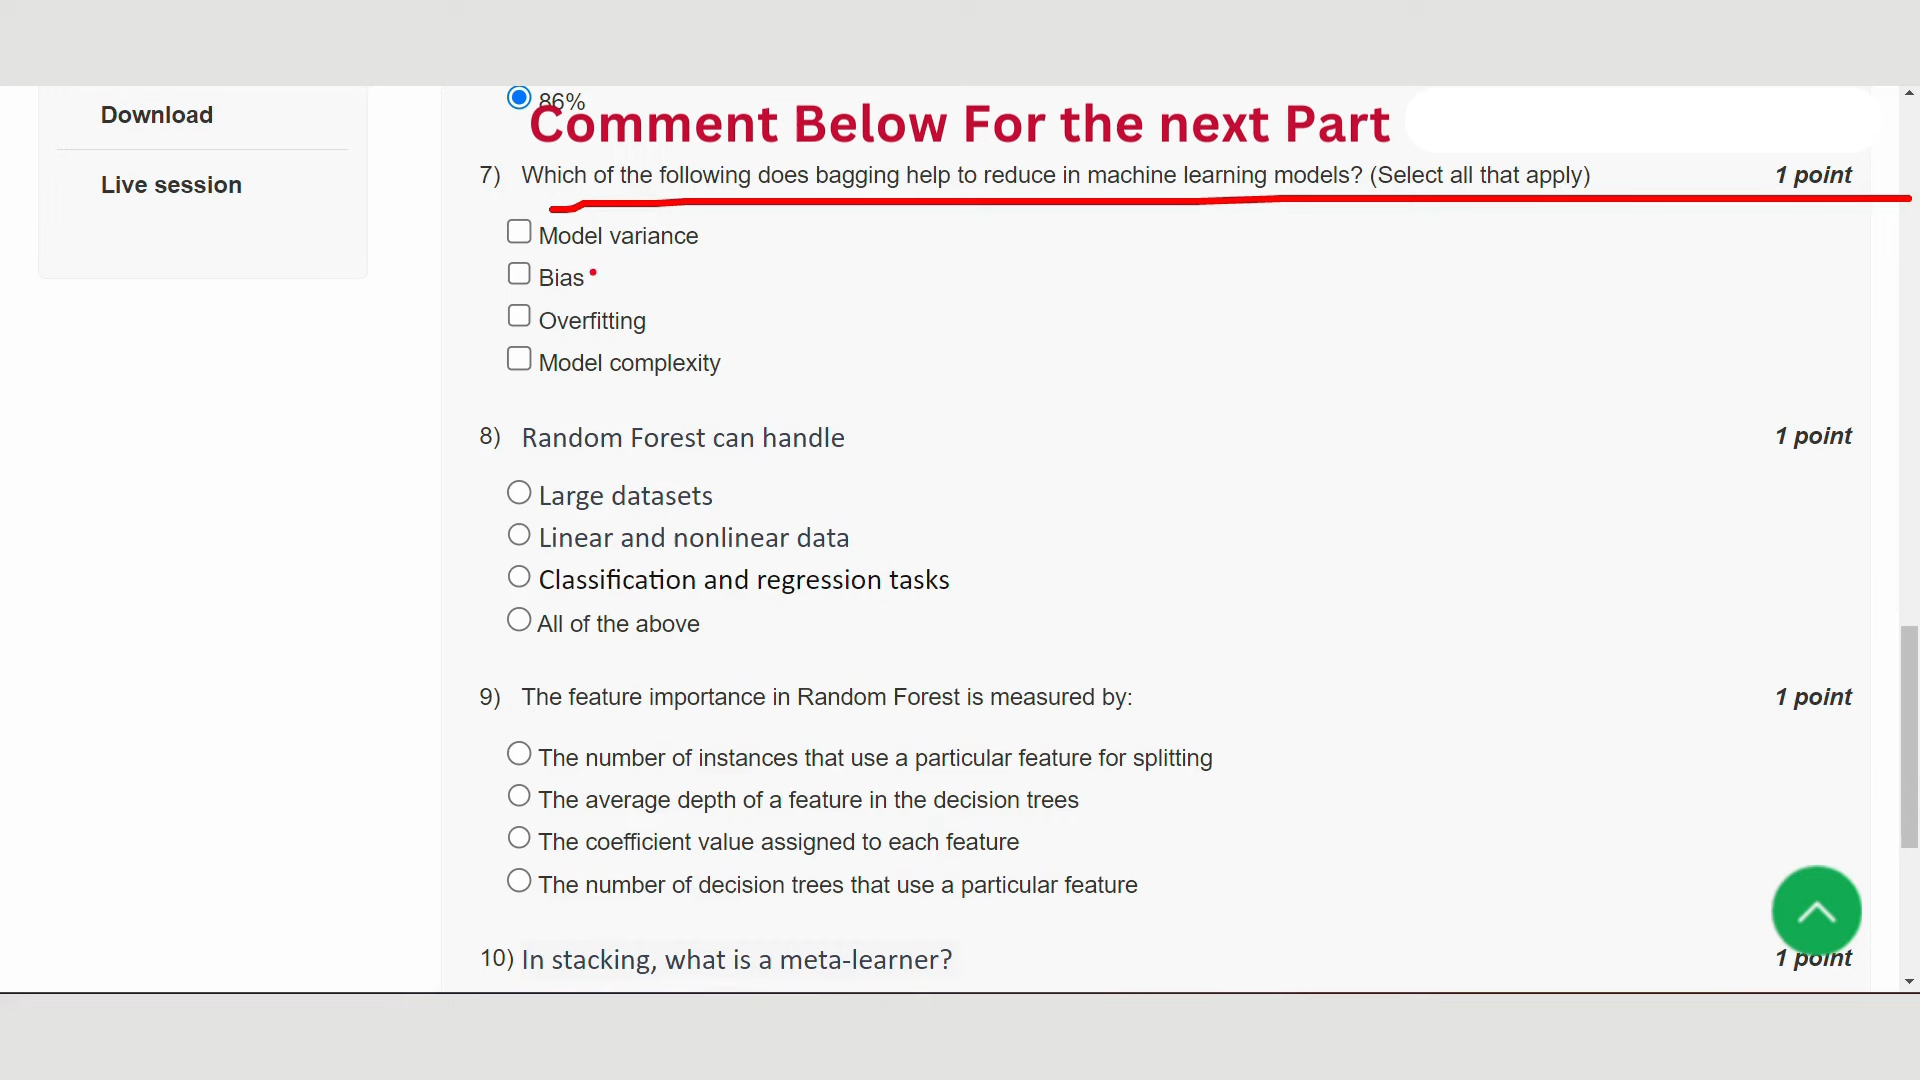 Download
Live session
86%
Comment Below For the next Part
7) Which of the following does bagging help to reduce in machine learning models? (Select all that apply) 1 point
Model variance
Bias
Overfitting
Model complexity
8) Random Forest can handle 1 point
Large datasets
Linear and nonlinear data
Classification and regression tasks
All of the above
9) The feature importance in Random Forest is measured by: 1 point
The number of instances that use a particular feature for splitting
The average depth of a feature in the decision trees
The coefficient value assigned to each feature
The number of decision trees that use a particular feature
10) In stacking, what is a meta-learner? 1 point